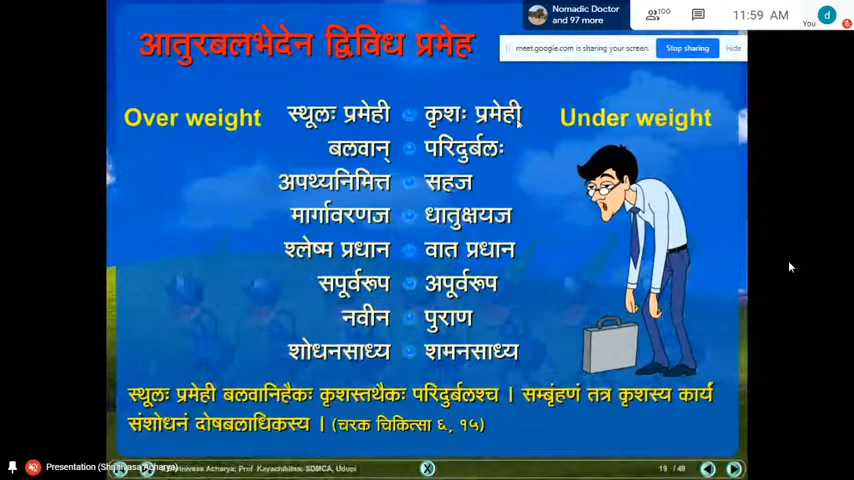 Nomadic Doctor
and 97 more
100
11:59 AM
d
You
आतुरबलभेदेन द्विविध प्रमेह
meet.google.com is sharing your screen.
Stop sharing
Hide
Over weight
स्थूलः प्रमेही
कृशः प्रमेही
Under weight
बलवान्
परिदुर्बलः
अपथ्यनिमित्त
सहज
मार्गावरणज
धातुक्षयज
श्लेष्म प्रधान
वात प्रधान
सपूर्वरूप
अपूर्वरूप
नवीन
पुराण
शोधनसाध्य
शमनसाध्य
स्थूलः प्रमेही बलवानिहैकः कृशस्तथैकः परिदुर्बलश्च । सम्बृंहणं तत्र कृशस्य कार्यं
संशोधनं दोषबलाधिकस्य । (चरक चिकित्सा ६, १५)
Presentation (Shrinivasa Acharya)
Acharya; Prof Kayachikitsa, SDMCA, Udupi
19 / 49